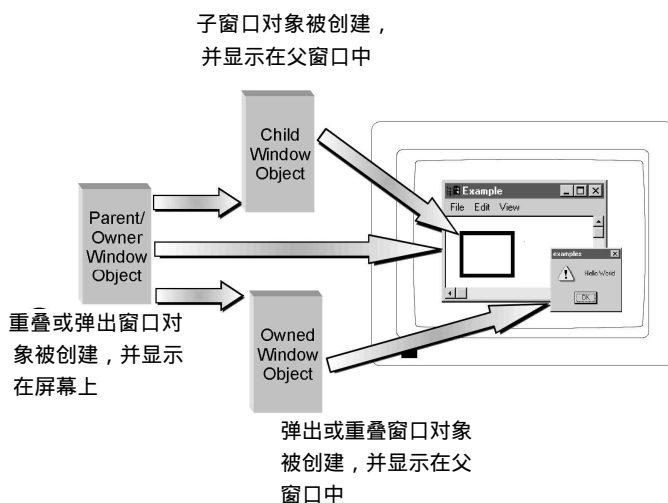 子窗口对象被创建，
并显示在父窗口中
Child
Window
Object
Parent/
Owner
Window
Object
重叠或弹出窗口对
象被创建，并显示
在屏幕上
Example
File Edit View
examples
Hello World
OK
Owned
Window
Object
弹出或重叠窗口对象
被创建，并显示在父
窗口中